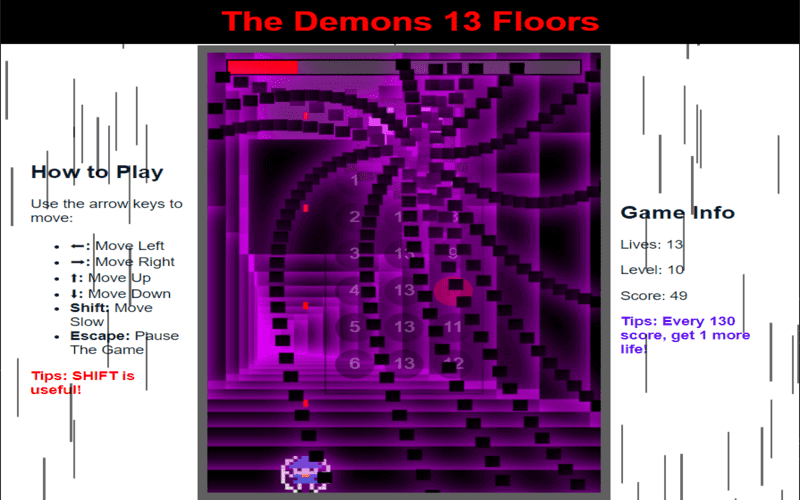 The Demons 13 Floors
How to Play
Use the arrow keys to
move:
←: Move Left
→: Move Right
⬆: Move Up
⬇: Move Down
Shift: Move
Slow
Escape: Pause
The Game
Tips: SHIFT is
useful!
1
2
3 9
4 13
5 13 11
6 13 12
Game Info
Lives: 13
Level: 10
Score: 49
Tips: Every 130
score, get 1 more
life!